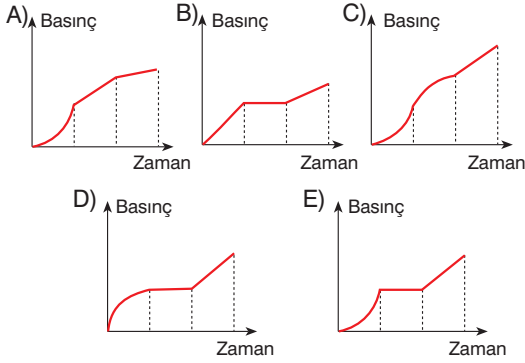 A) Basınç
Zaman
B) Basınç
Zaman
C) Basınç
Zaman
D) Basınç
Zaman
E) Basınç
Zaman